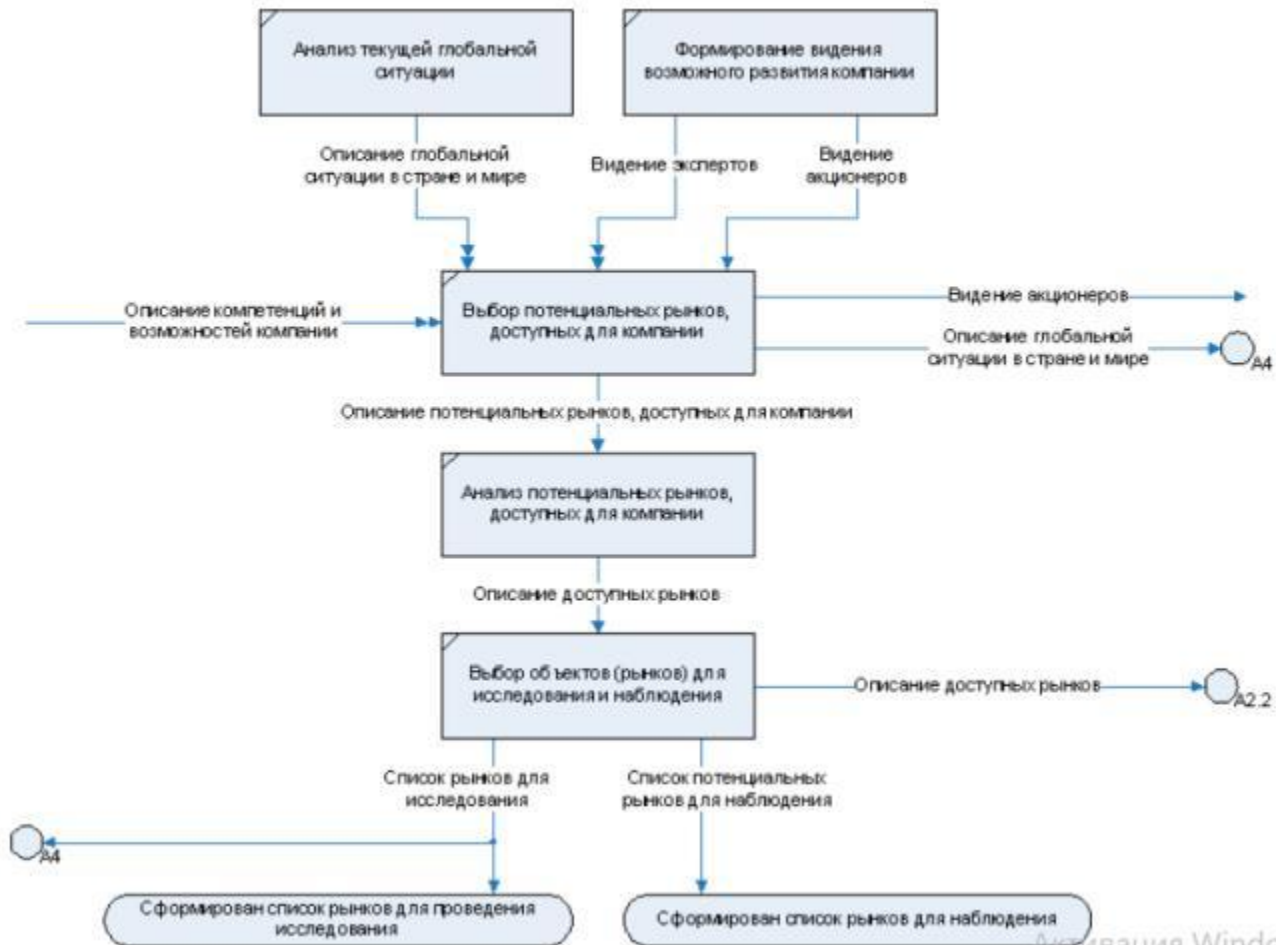 Анализ текущей глобальной
ситуации
Формирование видения
возможного развития компании
Описание глобальной
ситуации в стране и мире
Видение экспертов
Видение
акционеров
Описание компетенций и
возможностей компании
Выбор потенциальных рынков,
доступных для компании
Видение акционеров
Описание глобальной
ситуации в стране и мире
A4
Описание потенциальных рынков, доступных для компании
Анализ потенциальных рынков,
доступных для компании
Описание доступных рынков
Выбор объектов (рынков) для
исследования и наблюдения
Описание доступных рынков
A2.2
Список рынков для
исследования
Список потенциальных
рынков для наблюдения
A4
Сформирован список рынков для проведения
исследования
Сформирован список рынков для наблюдения
Активация Windo